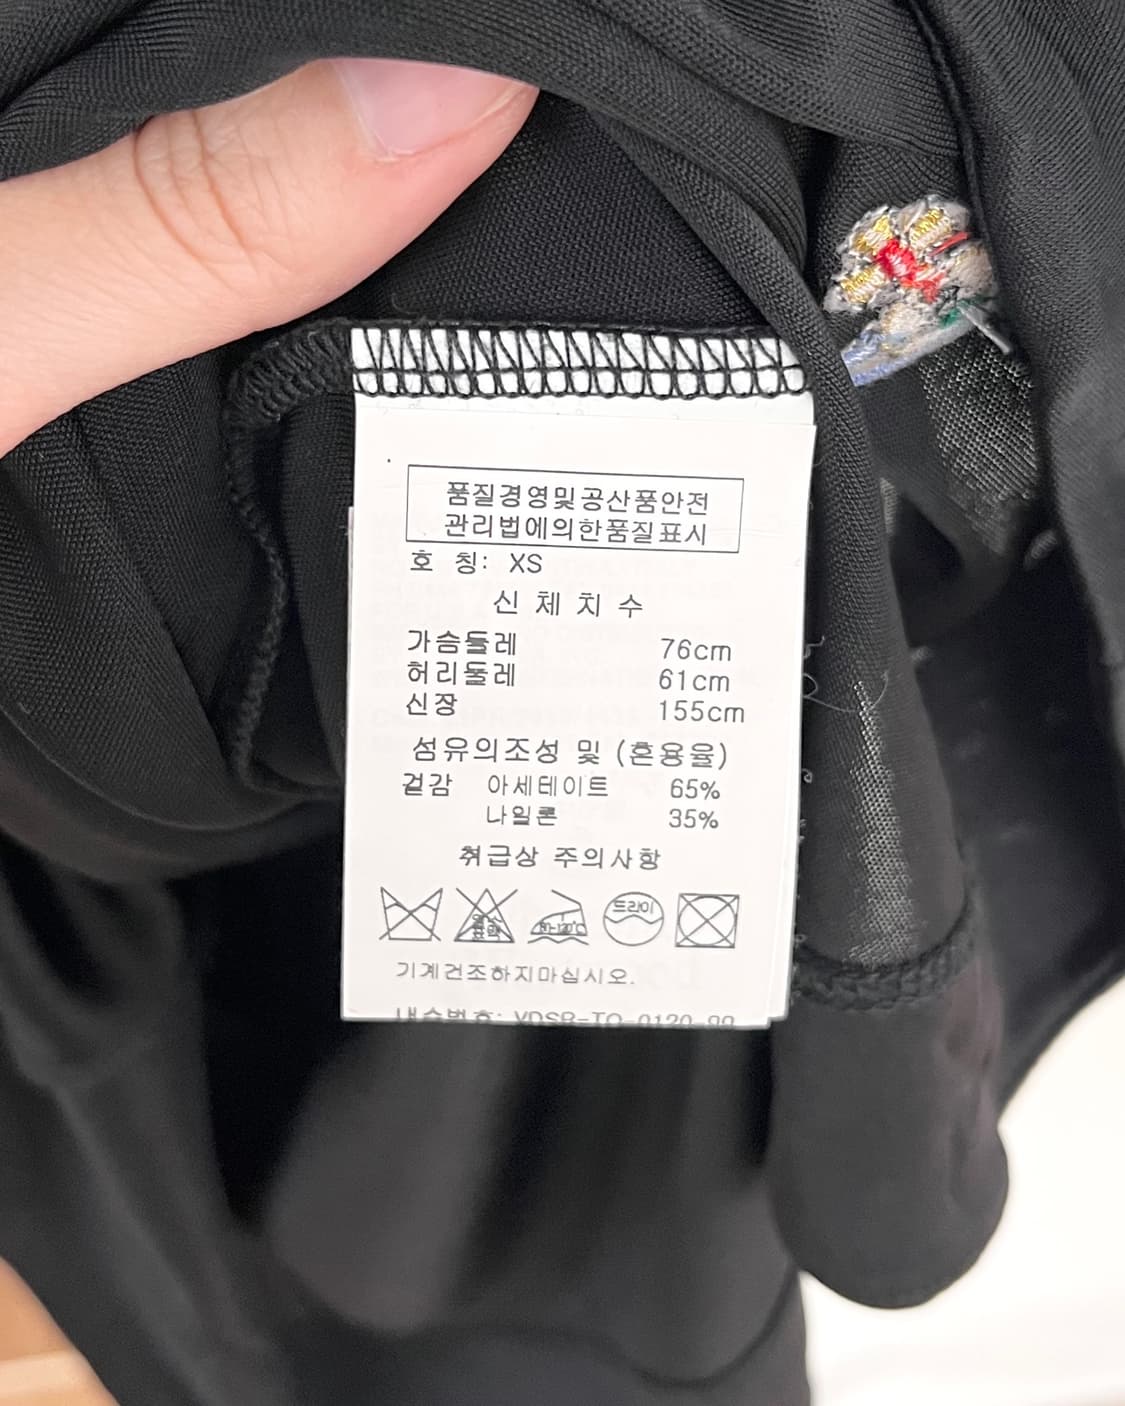 품질경영및공산품안전
관리법에의한품질표시
호 칭: XS
신 체 치 수
가슴둘레 76cm
허리둘레 61cm
신장 155cm
섬유의조성 및 (혼용율)
겉감 아세테이트 65%
나일론 35%
취급상 주의사항
드라이
기계건조하지마십시오.